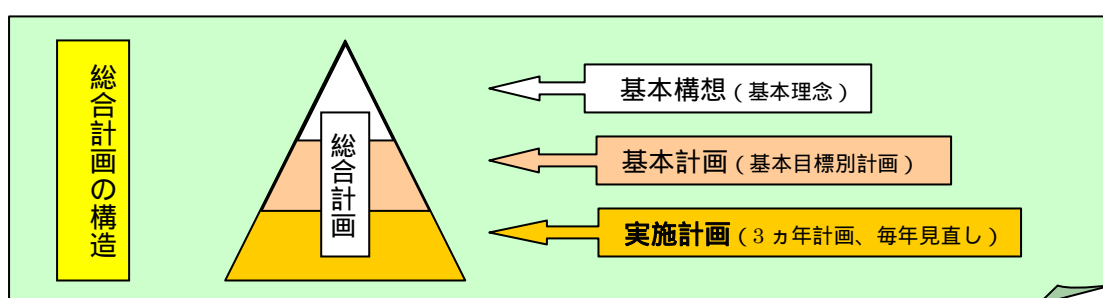 総合計画の構造
総合計画
基本構想（基本理念）
基本計画（基本目標別計画）
実施計画（3ヵ年計画、毎年見直し）